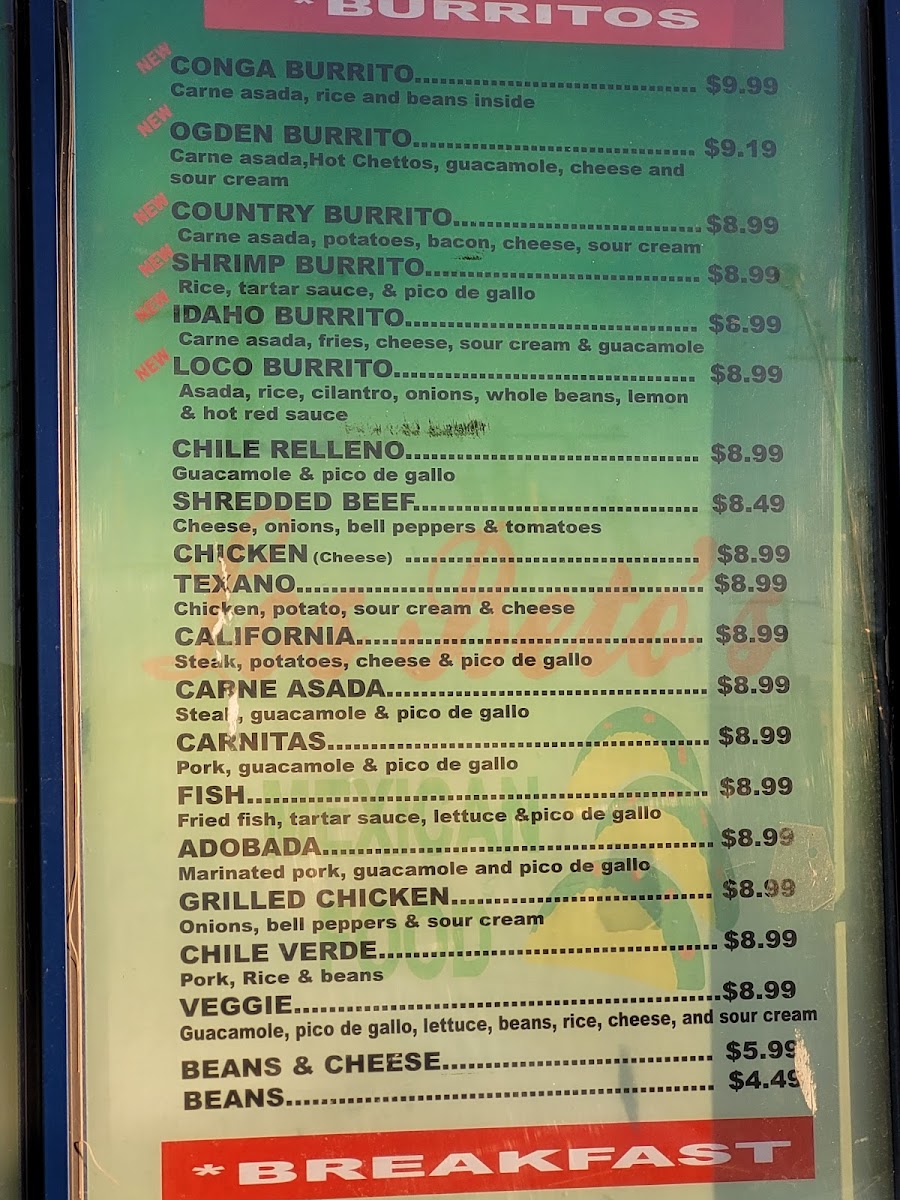 *BURRITOS
NEW
CONGA BURRITO................................ $9.99
Carne asada, rice and beans inside
NEW
OGDEN BURRITO................................ $9.19
Carne asada,Hot Chettos, guacamole, cheese and
sour cream
NEW
COUNTRY BURRITO............................$8.99
Carne asada, potatoes, bacon, cheese, sour cream
NEW
SHRIMP BURRITO............................... $8.99
Rice, tartar sauce, & pico de gallo
NEW
IDAHO BURRITO................................. $8.99
Carne asada, fries, cheese, sour cream & guacamole
NEW
LOCO BURRITO.................................. $8.99
Asada, rice, cilantro, onions, whole beans, lemon
& hot red sauce
CHILE RELLENO................................. $8.99
Guacamole & pico de gallo
SHREDDED BEEF................................ $8.49
Cheese, onions, bell peppers & tomatoes
CHICKEN (Cheese) ................................. $8.99
TEXANO.............................................. $8.99
Chicken, potato, sour cream & cheese
CALIFORNIA....................................... $8.99
Steak, potatoes, cheese & pico de gallo
CARNE ASADA.................................... $8.99
Steak, guacamole & pico de gallo
CARNITAS........................................... $8.99
Pork, guacamole & pico de gallo
FISH.................................................... $8.99
Fried fish, tartar sauce, lettuce &pico de gallo
ADOBADA............................................ $8.99
Marinated pork, guacamole and pico de gallo
GRILLED CHICKEN.............................. $8.99
Onions, bell peppers & sour cream
CHILE VERDE......................................$8.99
Pork, Rice & beans
VEGGIE................................................$8.99
Guacamole, pico de gallo, lettuce, beans, rice, cheese, and sour cream
BEANS & CHEESE............................... $5.99
BEANS................................................ $4.49
Beto's
MEXICAN
FOOD
*BREAKFAST